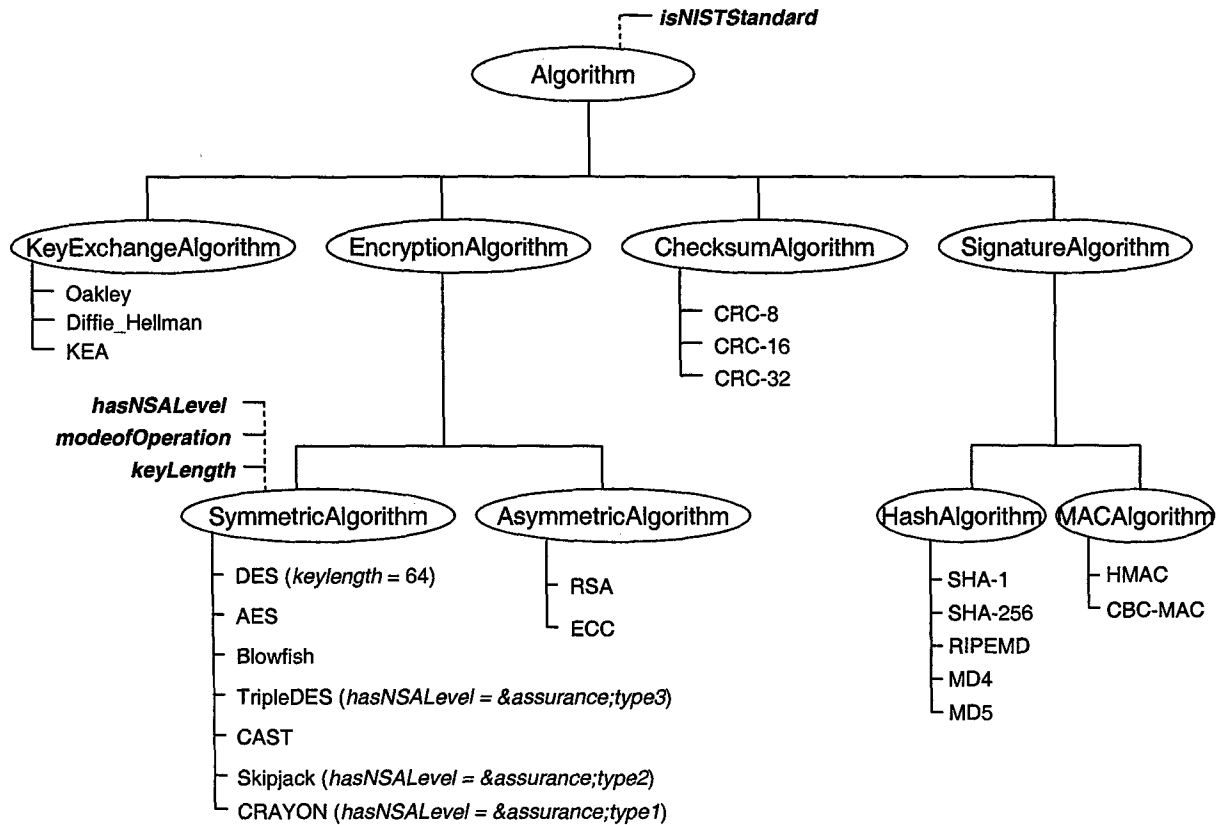 isNISTStandard
Algorithm
KeyExchangeAlgorithm
EncryptionAlgorithm
ChecksumAlgorithm
SignatureAlgorithm
Oakley
Diffie_Hellman
KEA
CRC-8
CRC-16
CRC-32
hasNSALevel
modeofOperation
keyLength
SymmetricAlgorithm
AsymmetricAlgorithm
HashAlgorithm
MACAlgorithm
DES (keylength = 64)
AES
Blowfish
TripleDES (hasNSALevel = &assurance;type3)
CAST
Skipjack (hasNSALevel = &assurance;type2)
CRAYON (hasNSALevel = &assurance;type1)
RSA
ECC
SHA-1
SHA-256
RIPEMD
MD4
MD5
HMAC
CBC-MAC